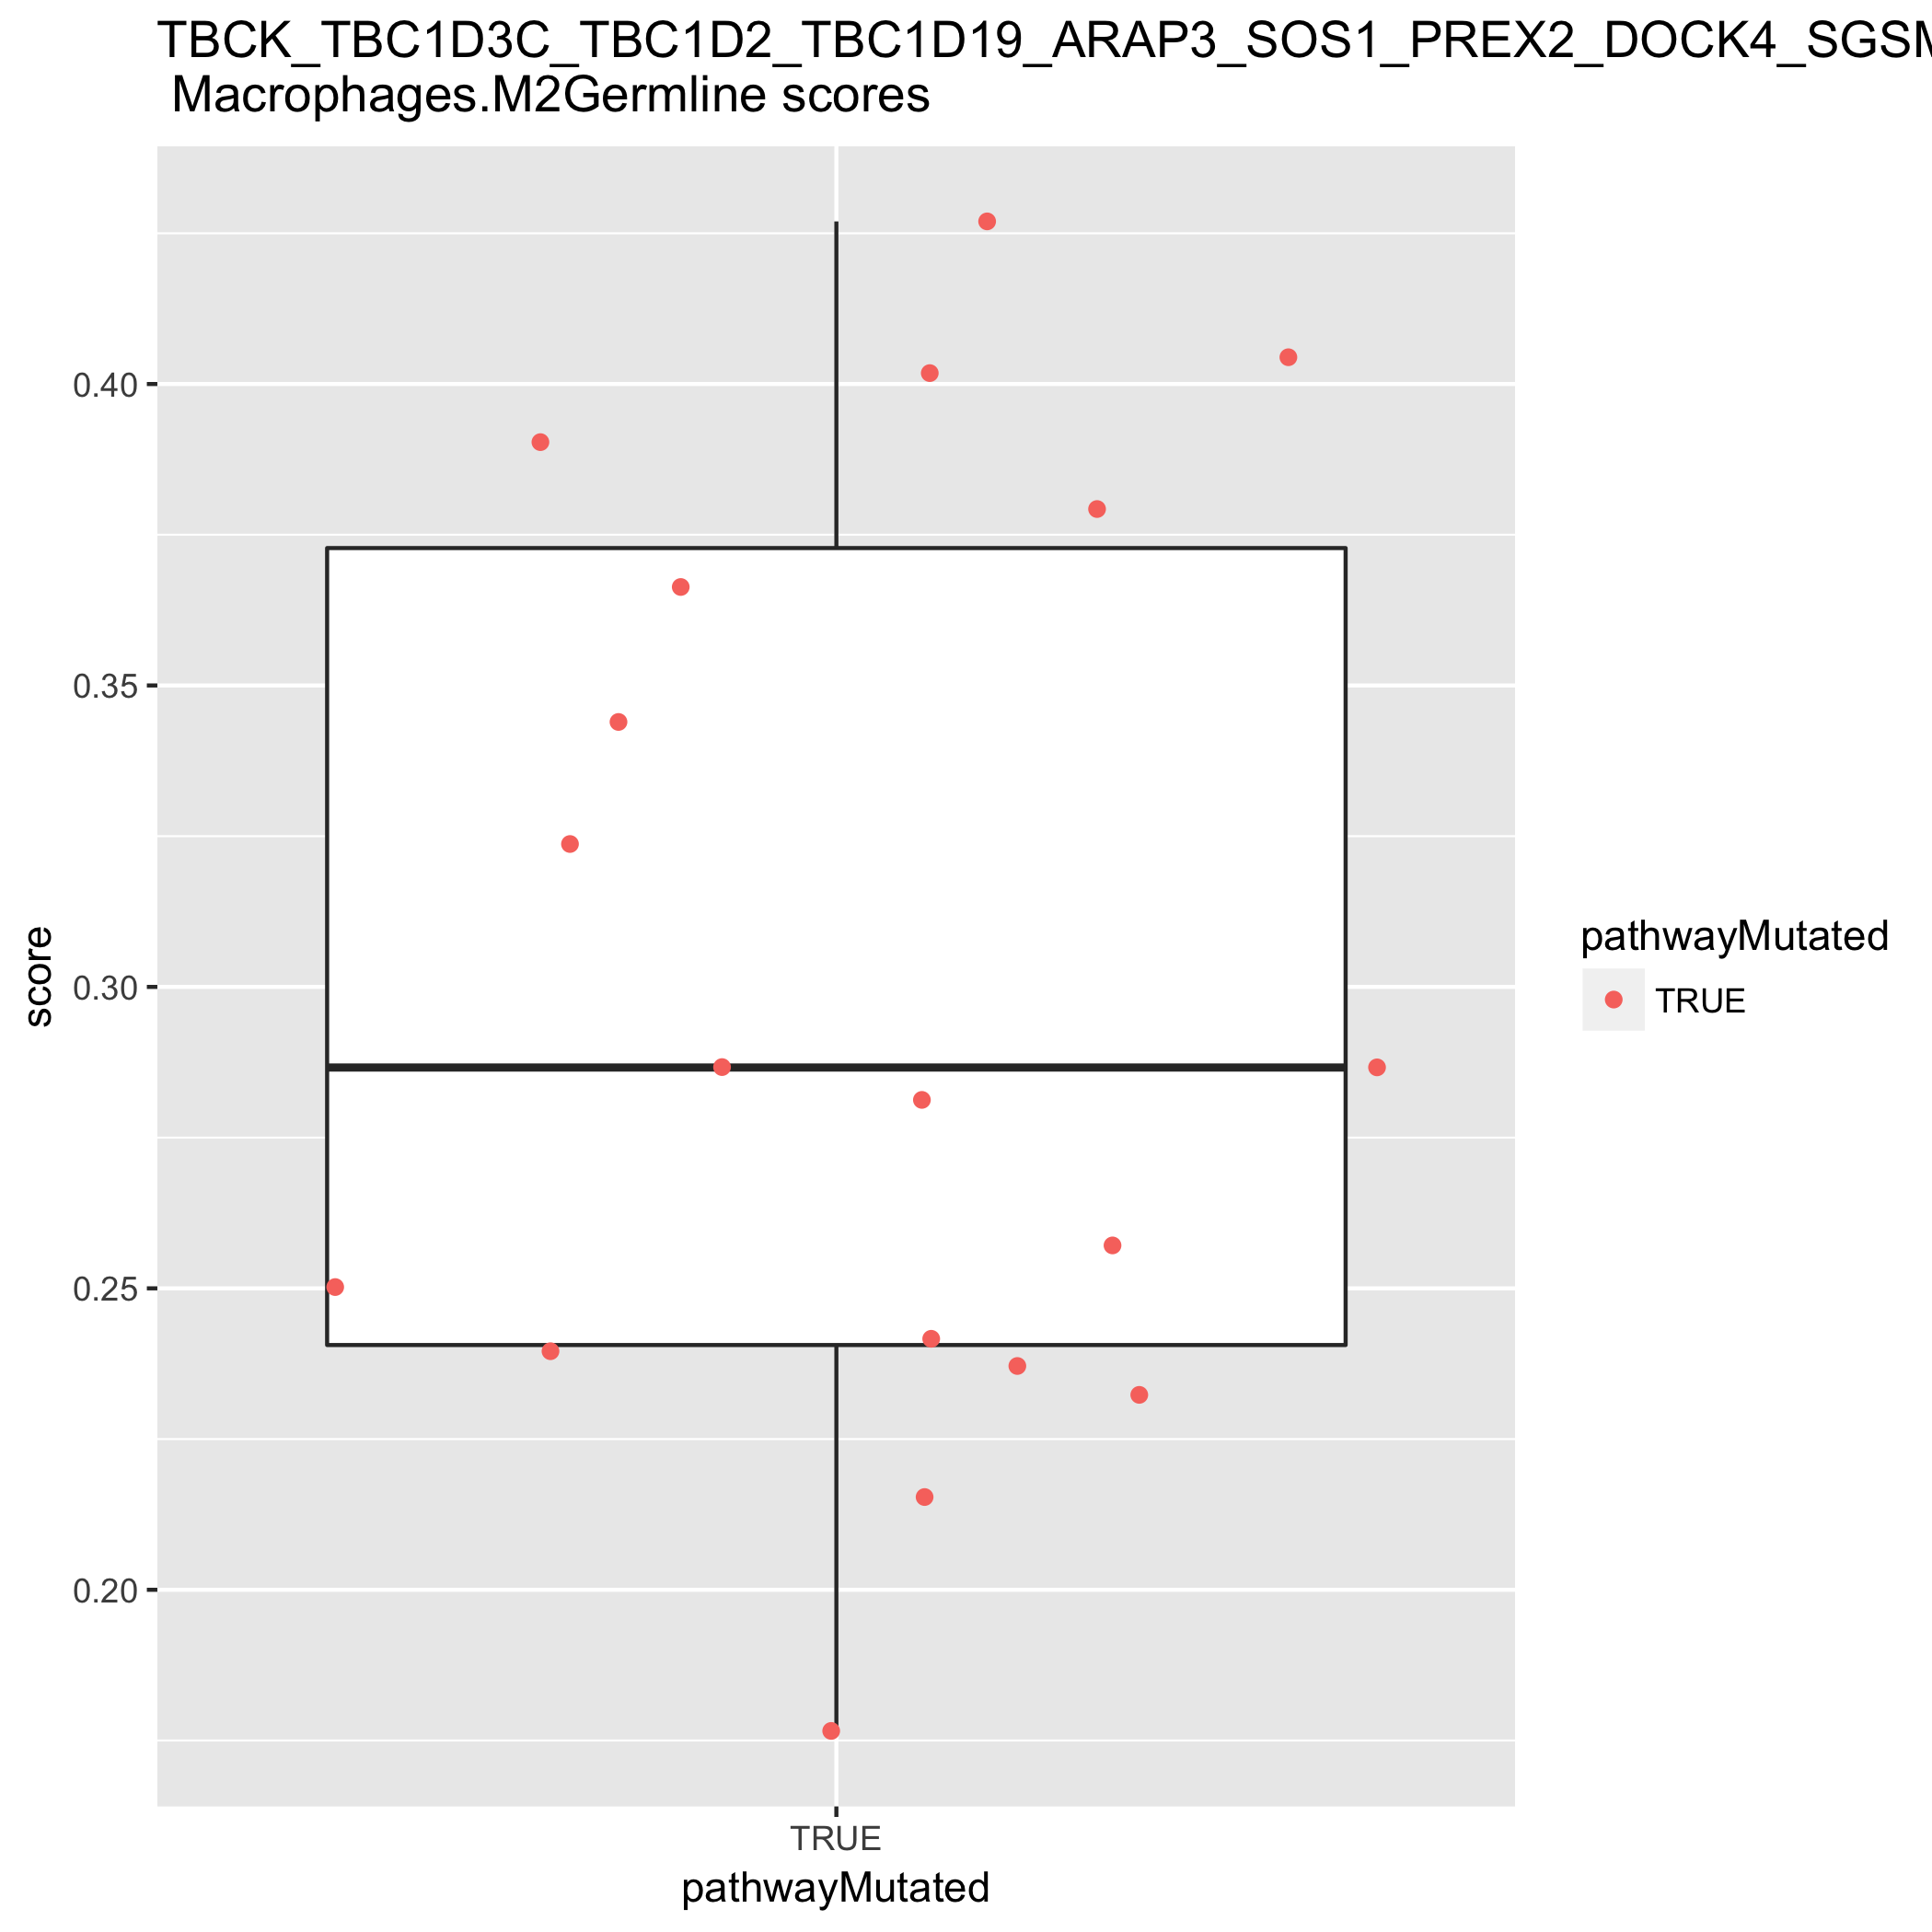 TBCK_TBC1D3C_TBC1D2_TBC1D19_ARAP3_SOS1_PREX2_DOCK4_SGSM
Macrophages.M2Germline scores
0.40
0.35
0.30
0.25
0.20
score
TRUE
pathwayMutated
pathwayMutated
TRUE